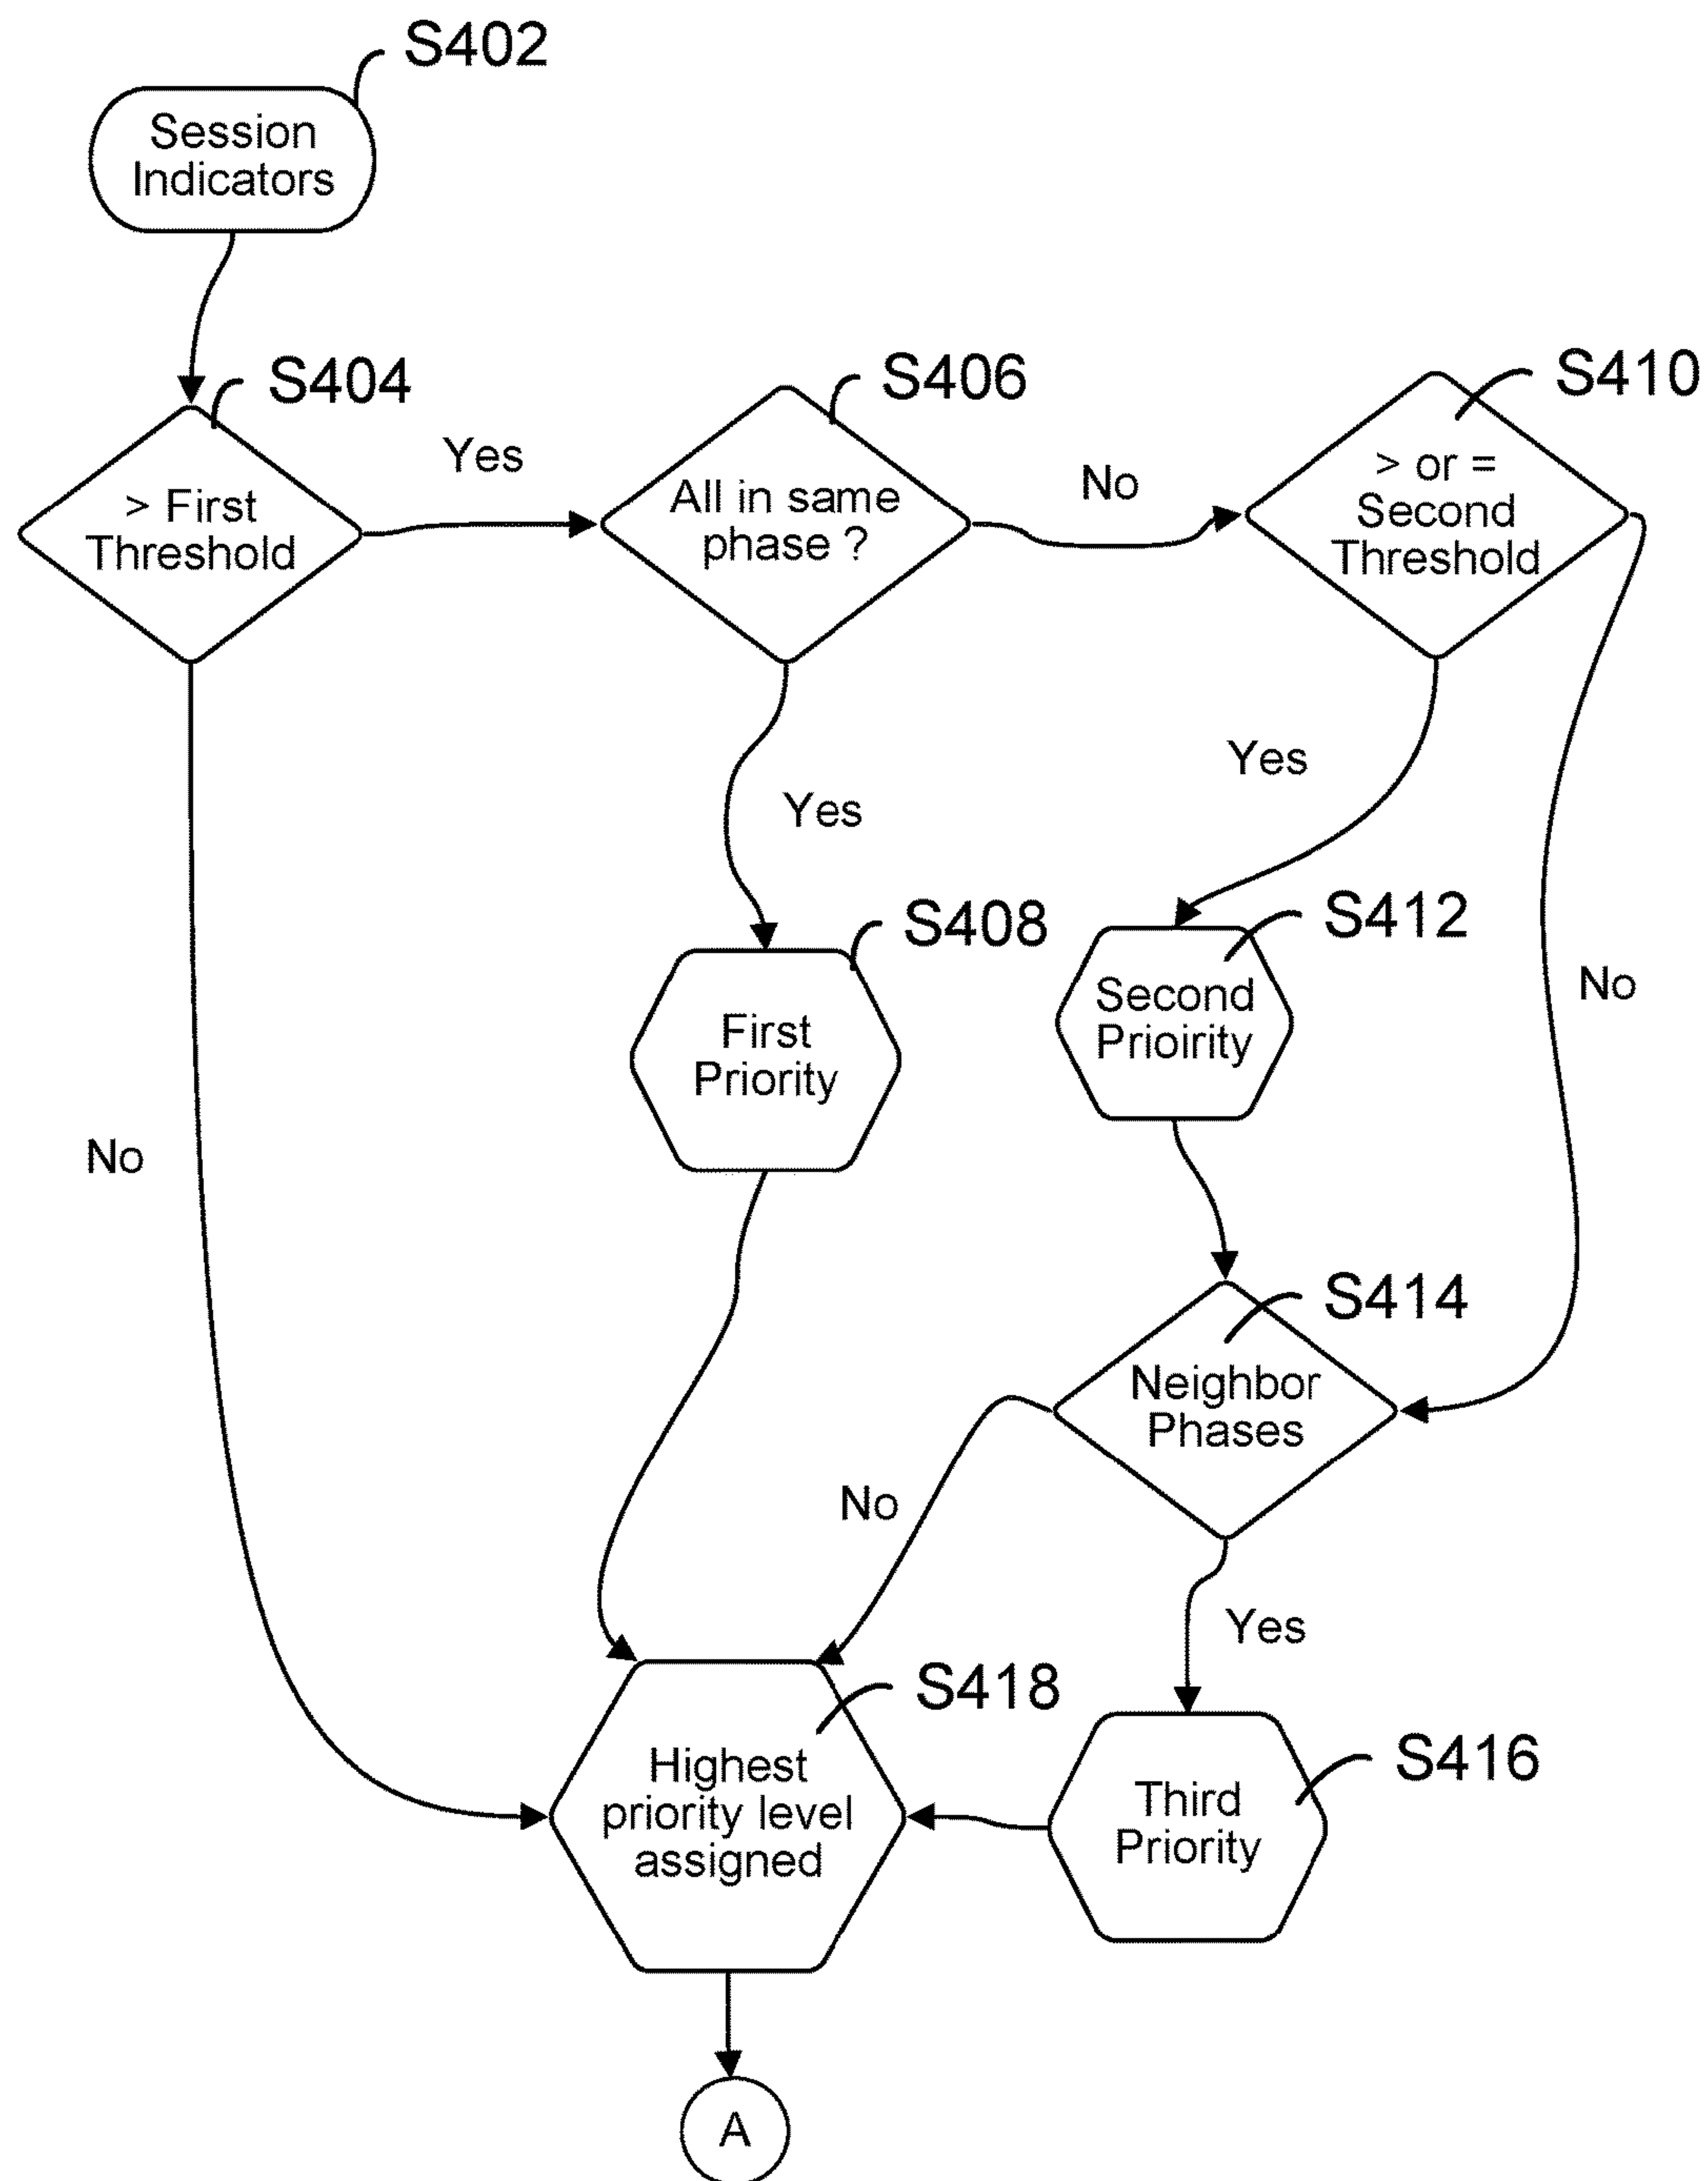 S402
Session
Indicators
S404
> First
Threshold
Yes
S406
All in same
phase ?
No
S410
> or =
Second
Threshold
Yes
Yes
No
S408
First
Priority
S412
Second
Prioirity
No
S414
Neighbor
Phases
No
Yes
S418
Highest
priority level
assigned
S416
Third
Priority
A